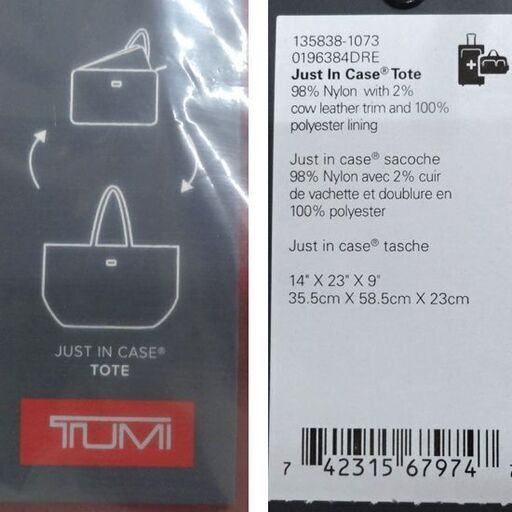 JUST IN CASE®
TOTE
TUMI
135838-1073
0196384DRE
Just In Case® Tote
98% Nylon with 2%
cow leather trim and 100%
polyester lining
Just in case® sacoche
98% Nylon avec 2% cuir
de vachette et doublure en
100% polyester
Just in case® tasche
14" X 23" X 9"
35.5cm X 58.5cm X 23cm
7 42315 67974